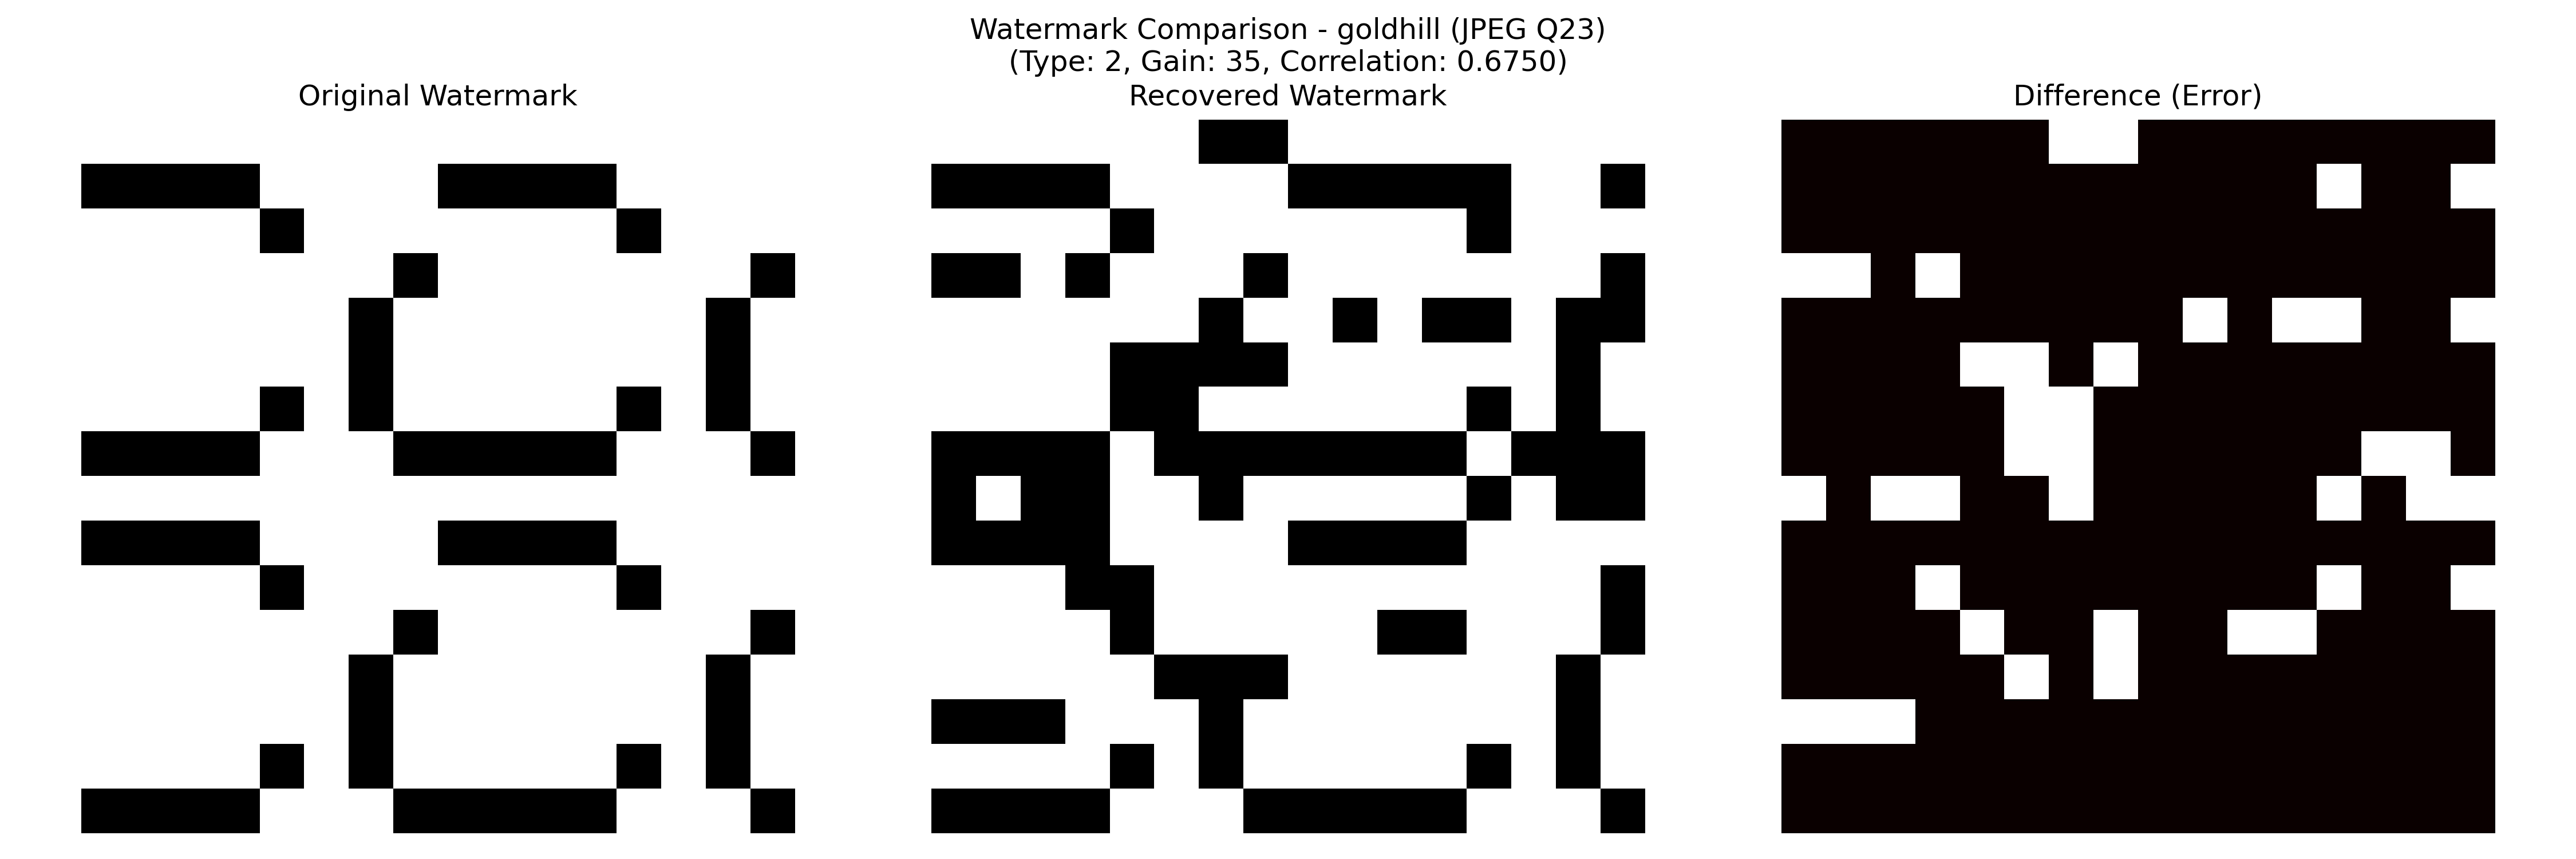 Watermark Comparison - goldhill (JPEG Q23)
(Type: 2, Gain: 35, Correlation: 0.6750)
Original Watermark
Recovered Watermark
Difference (Error)